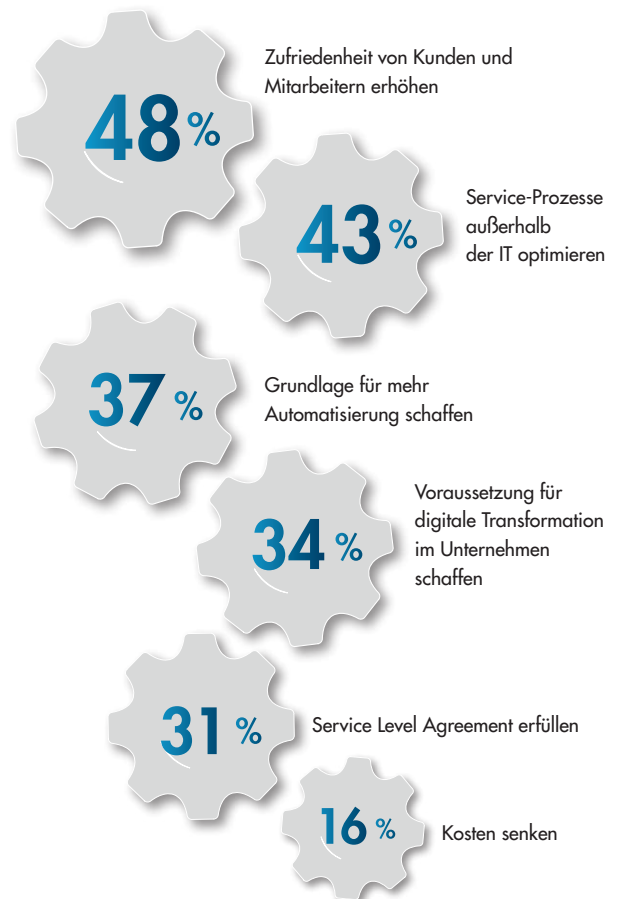 48 %
Zufriedenheit von Kunden und
Mitarbeitern erhöhen
43 %
Service-Prozesse
außerhalb
der IT optimieren
37 %
Grundlage für mehr
Automatisierung schaffen
34 %
Voraussetzung für
digitale Transformation
im Unternehmen
schaffen
31 %
Service Level Agreement erfüllen
16 %
Kosten senken